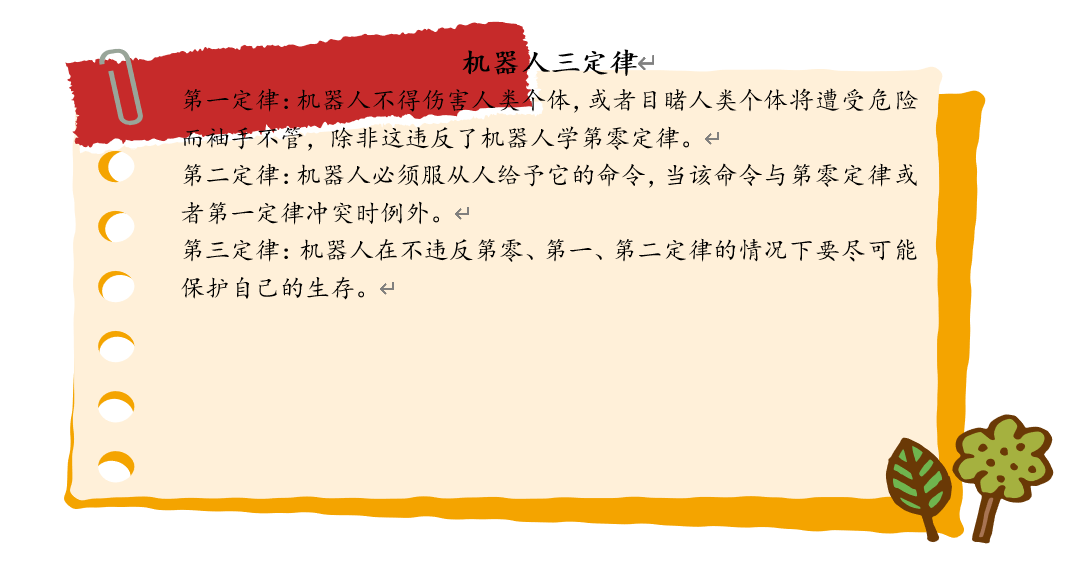 机器人三定律
第一定律：机器人不得伤害人类个体，或者目睹人类个体将遭受危险
而袖手不管，除非这违反了机器人学第零定律。
第二定律：机器人必须服从人给予它的命令，当该命令与第零定律或
者第一定律冲突时例外。
第三定律：机器人在不违反第零、第一、第二定律的情况下要尽可能
保护自己的生存。